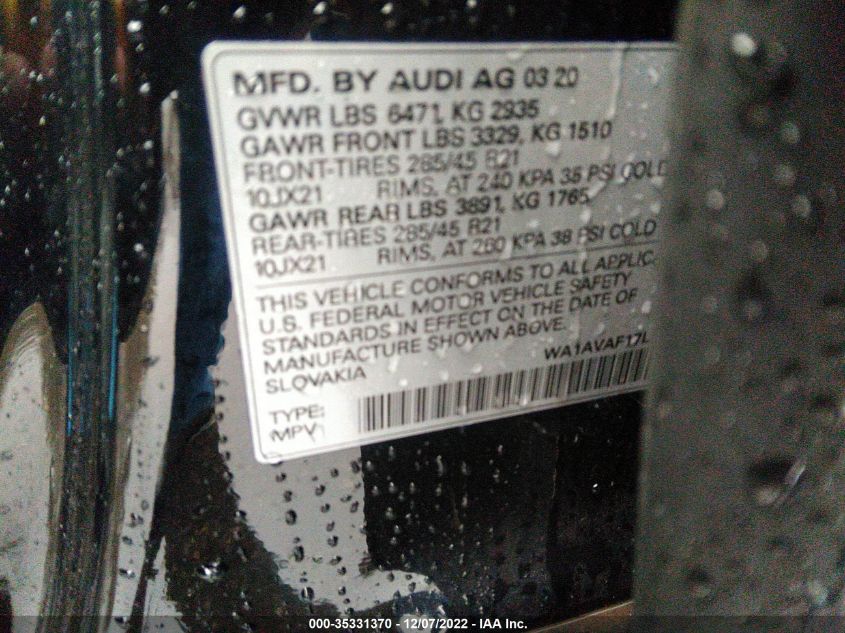 MFD. BY AUDI AG 03 20
GVWR LBS 6471, KG 2935
GAWR FRONT LBS 3329, KG 1510
FRONT-TIRES 285/45 R21
10JX21 RIMS, AT 240 KPA 35 PSI COLD
GAWR REAR LBS 3891, KG 1765
REAR-TIRES 285/45 R21
10JX21 RIMS, AT 260 KPA 38 PSI COLD
THIS VEHICLE CONFORMS TO ALL APPLIC.
U.S. FEDERAL MOTOR VEHICLE SAFETY
STANDARDS IN EFFECT ON THE DATE OF
MANUFACTURE SHOWN ABOVE.
SLOVAKIA WA1AVAF17L
TYPE:
MPV
000-35331370 - 12/07/2022 - IAA Inc.